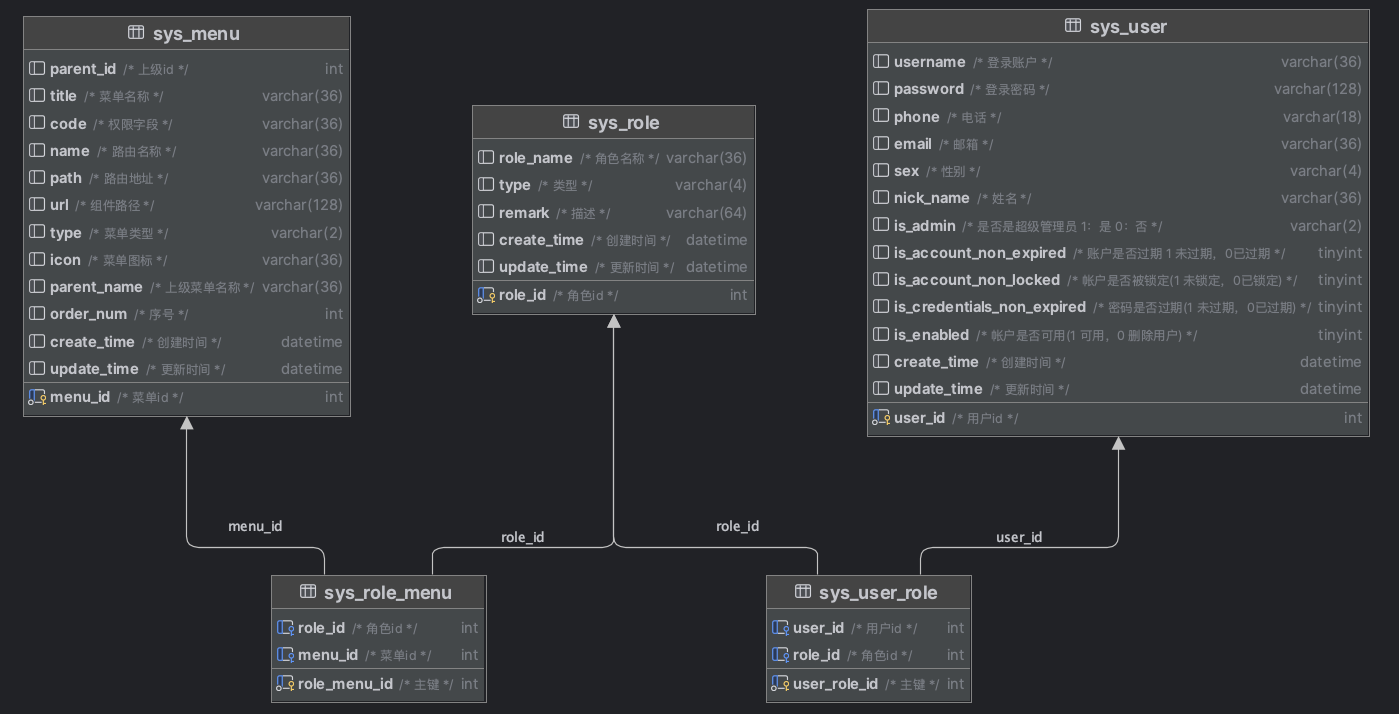 sys_menu
parent_id /* 上级id */ int
title /* 菜单名称 */ varchar(36)
code /* 权限字段 */ varchar(36)
name /* 路由名称 */ varchar(36)
path /* 路由地址 */ varchar(36)
url /* 组件路径 */ varchar(128)
type /* 菜单类型 */ varchar(2)
icon /* 菜单图标 */ varchar(36)
parent_name /* 上级菜单名称 */ varchar(36)
order_num /* 序号 */ int
create_time /* 创建时间 */ datetime
update_time /* 更新时间 */ datetime
menu_id /* 菜单id */ int
sys_role
role_name /* 角色名称 */ varchar(36)
type /* 类型 */ varchar(4)
remark /* 描述 */ varchar(64)
create_time /* 创建时间 */ datetime
update_time /* 更新时间 */ datetime
role_id /* 角色id */ int
sys_user
username /* 登录账户 */ varchar(36)
password /* 登录密码 */ varchar(128)
phone /* 电话 */ varchar(18)
email /* 邮箱 */ varchar(36)
sex /* 性别 */ varchar(4)
nick_name /* 姓名 */ varchar(36)
is_admin /* 是否是超级管理员 1：是 0：否 */ varchar(2)
is_account_non_expired /* 账户是否过期 1 未过期，0已过期 */ tinyint
is_account_non_locked /* 帐户是否被锁定(1 未锁定，0已锁定) */ tinyint
is_credentials_non_expired /* 密码是否过期(1 未过期，0已过期) */ tinyint
is_enabled /* 帐户是否可用(1 可用，0 删除用户) */ tinyint
create_time /* 创建时间 */ datetime
update_time /* 更新时间 */ datetime
user_id /* 用户id */ int
menu_id
role_id
role_id
user_id
sys_role_menu
role_id /* 角色id */ int
menu_id /* 菜单id */ int
role_menu_id /* 主键 */ int
sys_user_role
user_id /* 用户id */ int
role_id /* 角色id */ int
user_role_id /* 主键 */ int